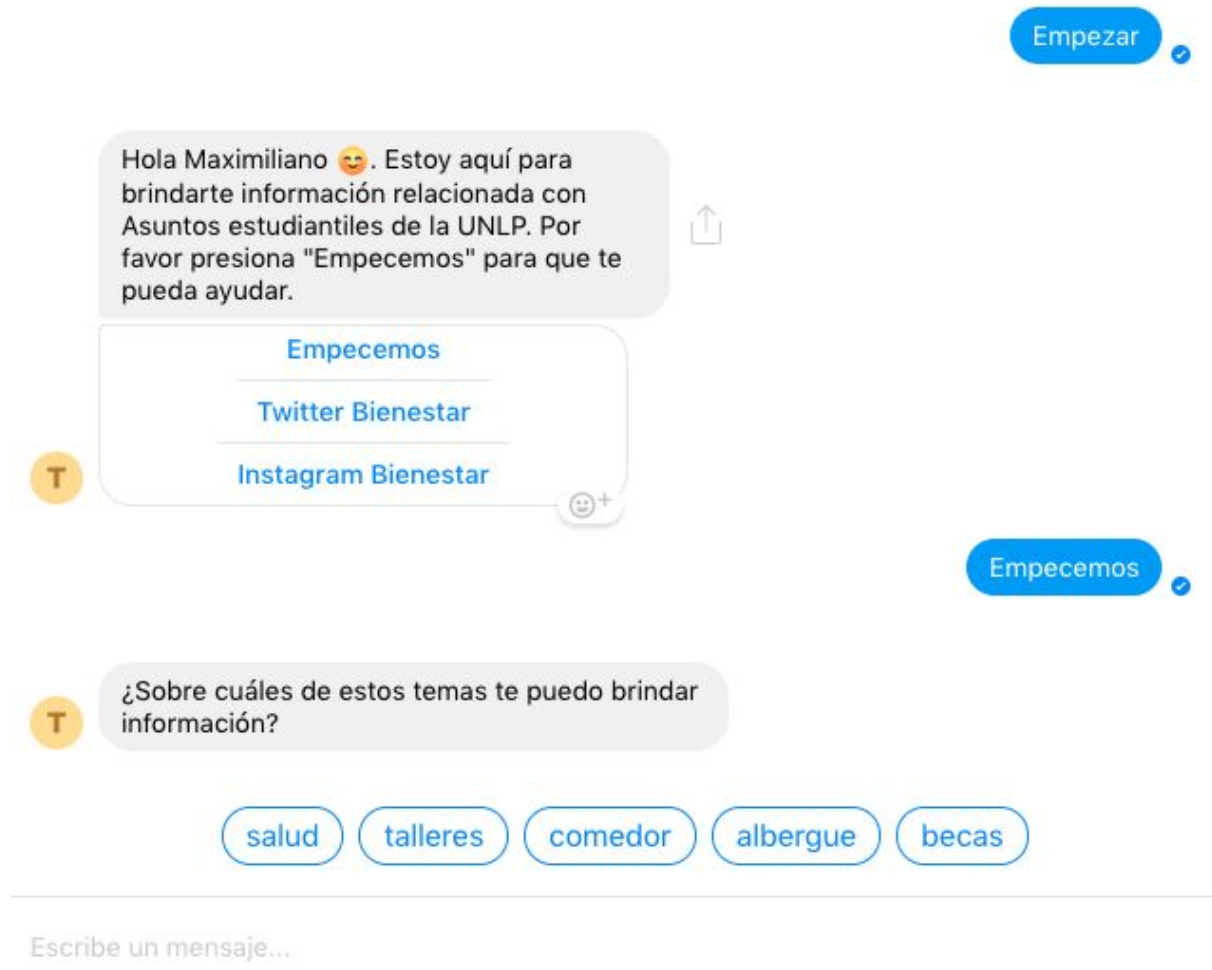 Empezar
Hola Maximiliano 😊. Estoy aquí para
brindarte información relacionada con
Asuntos estudiantiles de la UNLP. Por
favor presiona "Empecemos" para que te
pueda ayudar.
Empecemos
Twitter Bienestar
T
Instagram Bienestar
Empecemos
¿Sobre cuáles de estos temas te puedo brindar
información?
T
salud talleres comedor albergue becas
Escribe un mensaje...